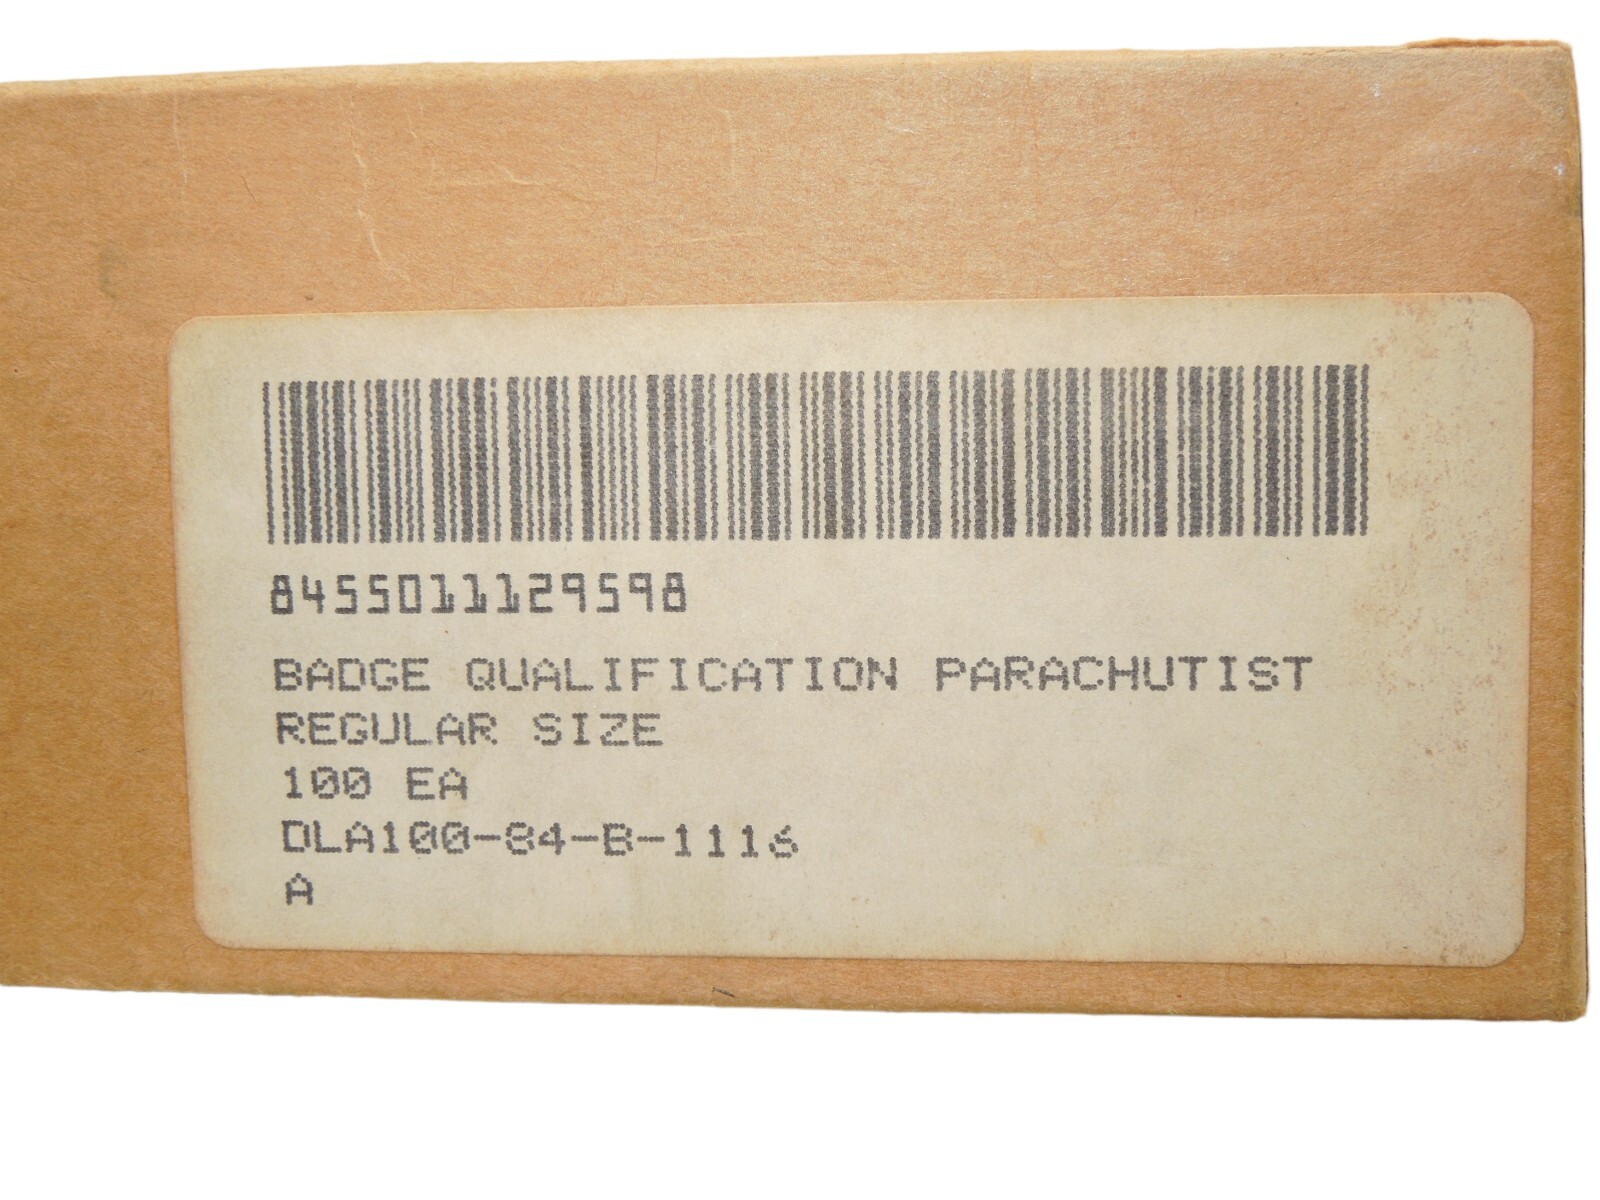 8455011129598
BADGE QUALIFICATION PARACHUTIST
REGULAR SIZE
100 EA
DLA100-84-B-1116
A